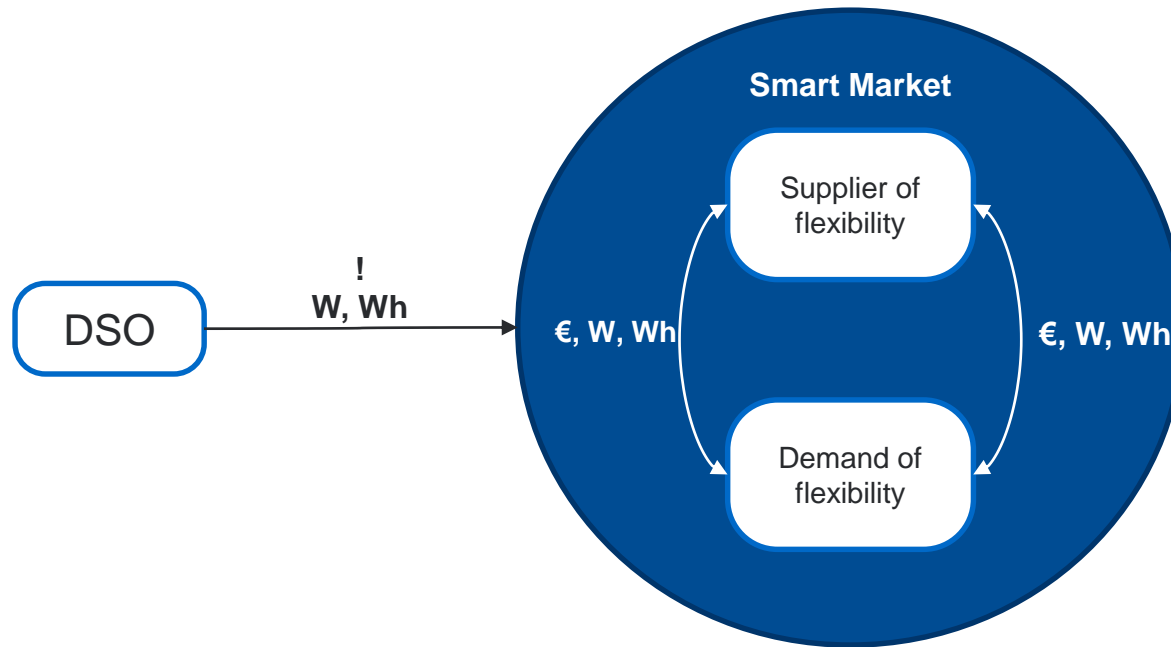 Smart Market
Supplier of
flexibility
!
W, Wh
DSO
€, W, Wh
€, W, Wh
Demand of
flexibility